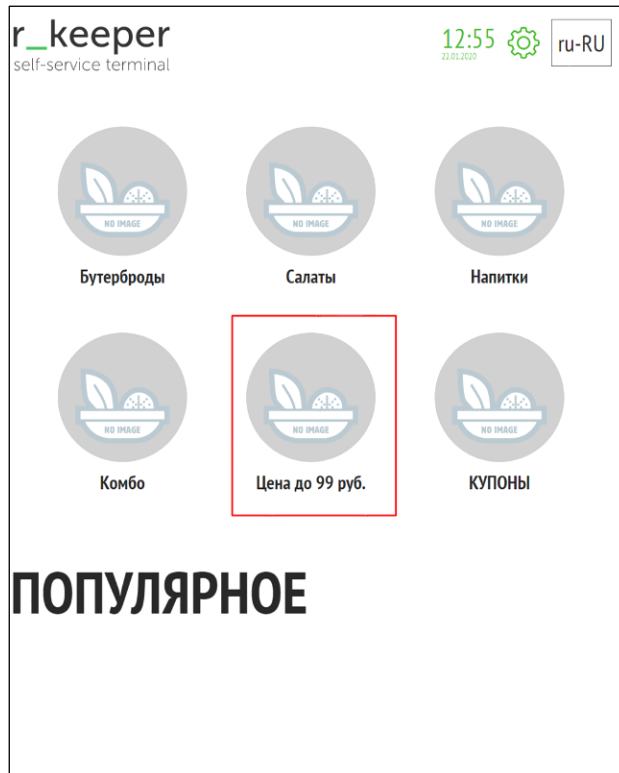 r_keeper
self-service terminal
12:55
22.01.2020
ru-RU
NO IMAGE
NO IMAGE
NO IMAGE
Бутерброды
Салаты
Напитки
NO IMAGE
NO IMAGE
NO IMAGE
Комбо
Цена до 99 руб.
КУПОНЫ
ПОПУЛЯРНОЕ